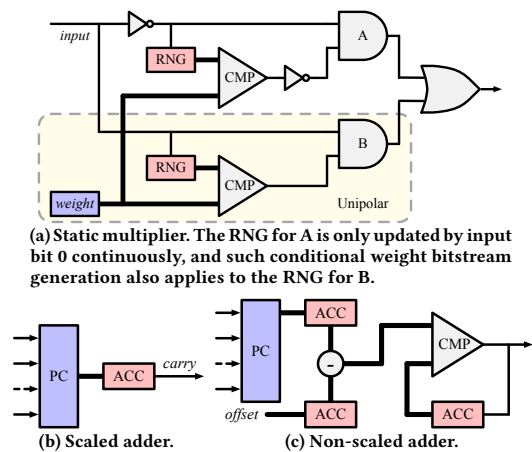 input
A
RNG
CMP
B
RNG
CMP
weight
Unipolar
(a) Static multiplier. The RNG for A is only updated by input
bit 0 continuously, and such conditional weight bitstream
generation also applies to the RNG for B.
PC
ACC
carry
(b) Scaled adder.
PC
ACC
-
CMP
offset
ACC
ACC
(c) Non-scaled adder.